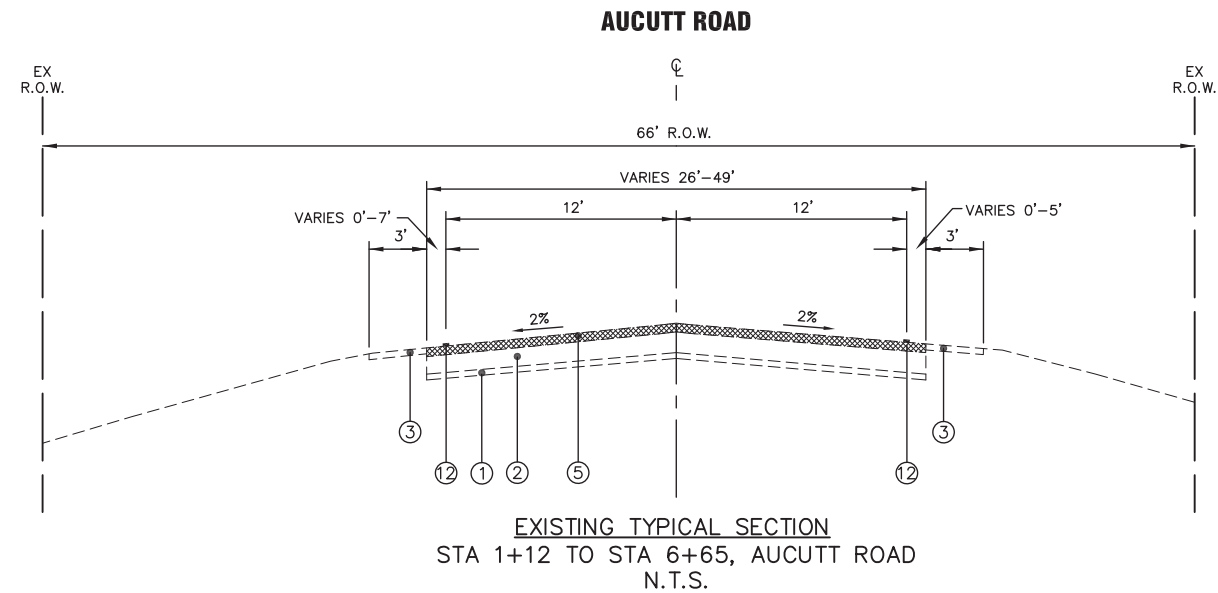 AUCUTT ROAD
EX
R.O.W.
℄
EX
R.O.W.
66' R.O.W.
VARIES 26'-49'
12'
12'
VARIES 0'-7'
VARIES 0'-5'
3'
3'
2%
2%
3
12
1
2
5
12
3
EXISTING TYPICAL SECTION
STA 1+12 TO STA 6+65, AUCUTT ROAD
N.T.S.